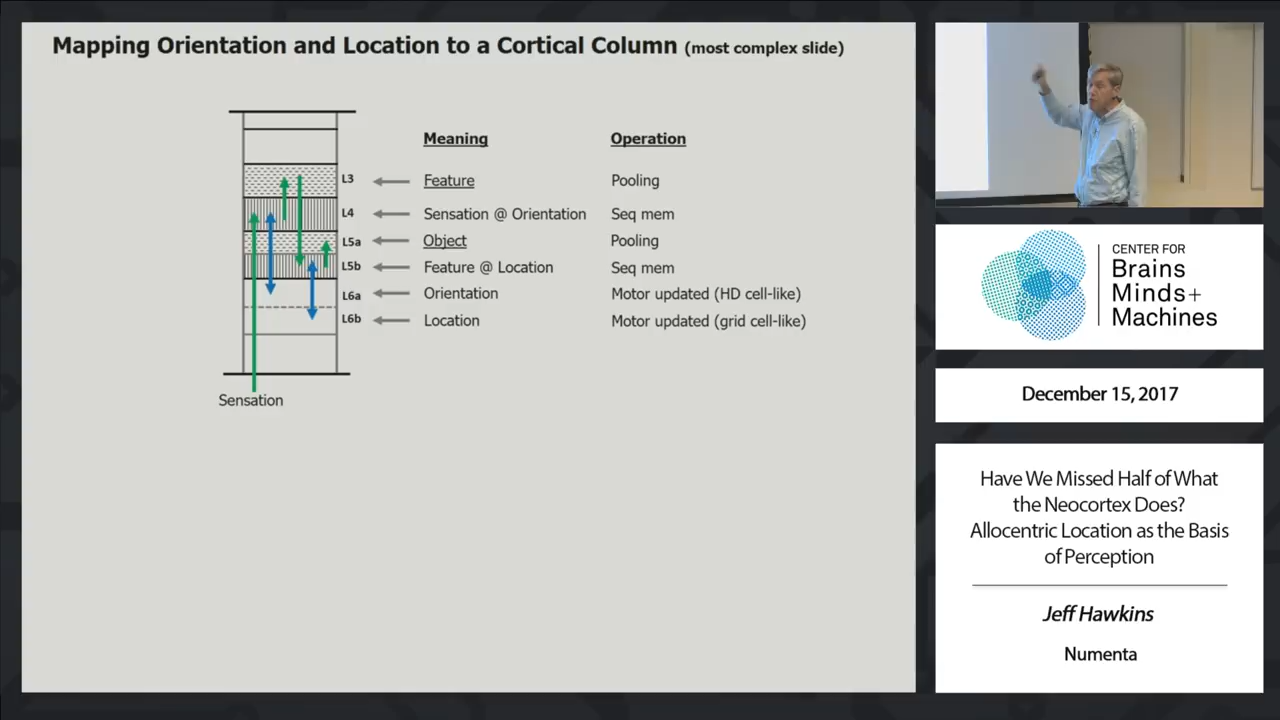 Mapping Orientation and Location to a Cortical Column (most complex slide)
Meaning Operation
L3 Feature Pooling
L4 Sensation @ Orientation Seq mem
L5a Object Pooling
L5b Feature @ Location Seq mem
L6a Orientation Motor updated (HD cell-like)
L6b Location Motor updated (grid cell-like)
Sensation
CENTER FOR
Brains
Minds+
Machines
December 15, 2017
Have We Missed Half of What
the Neocortex Does?
Allocentric Location as the Basis
of Perception
Jeff Hawkins
Numenta